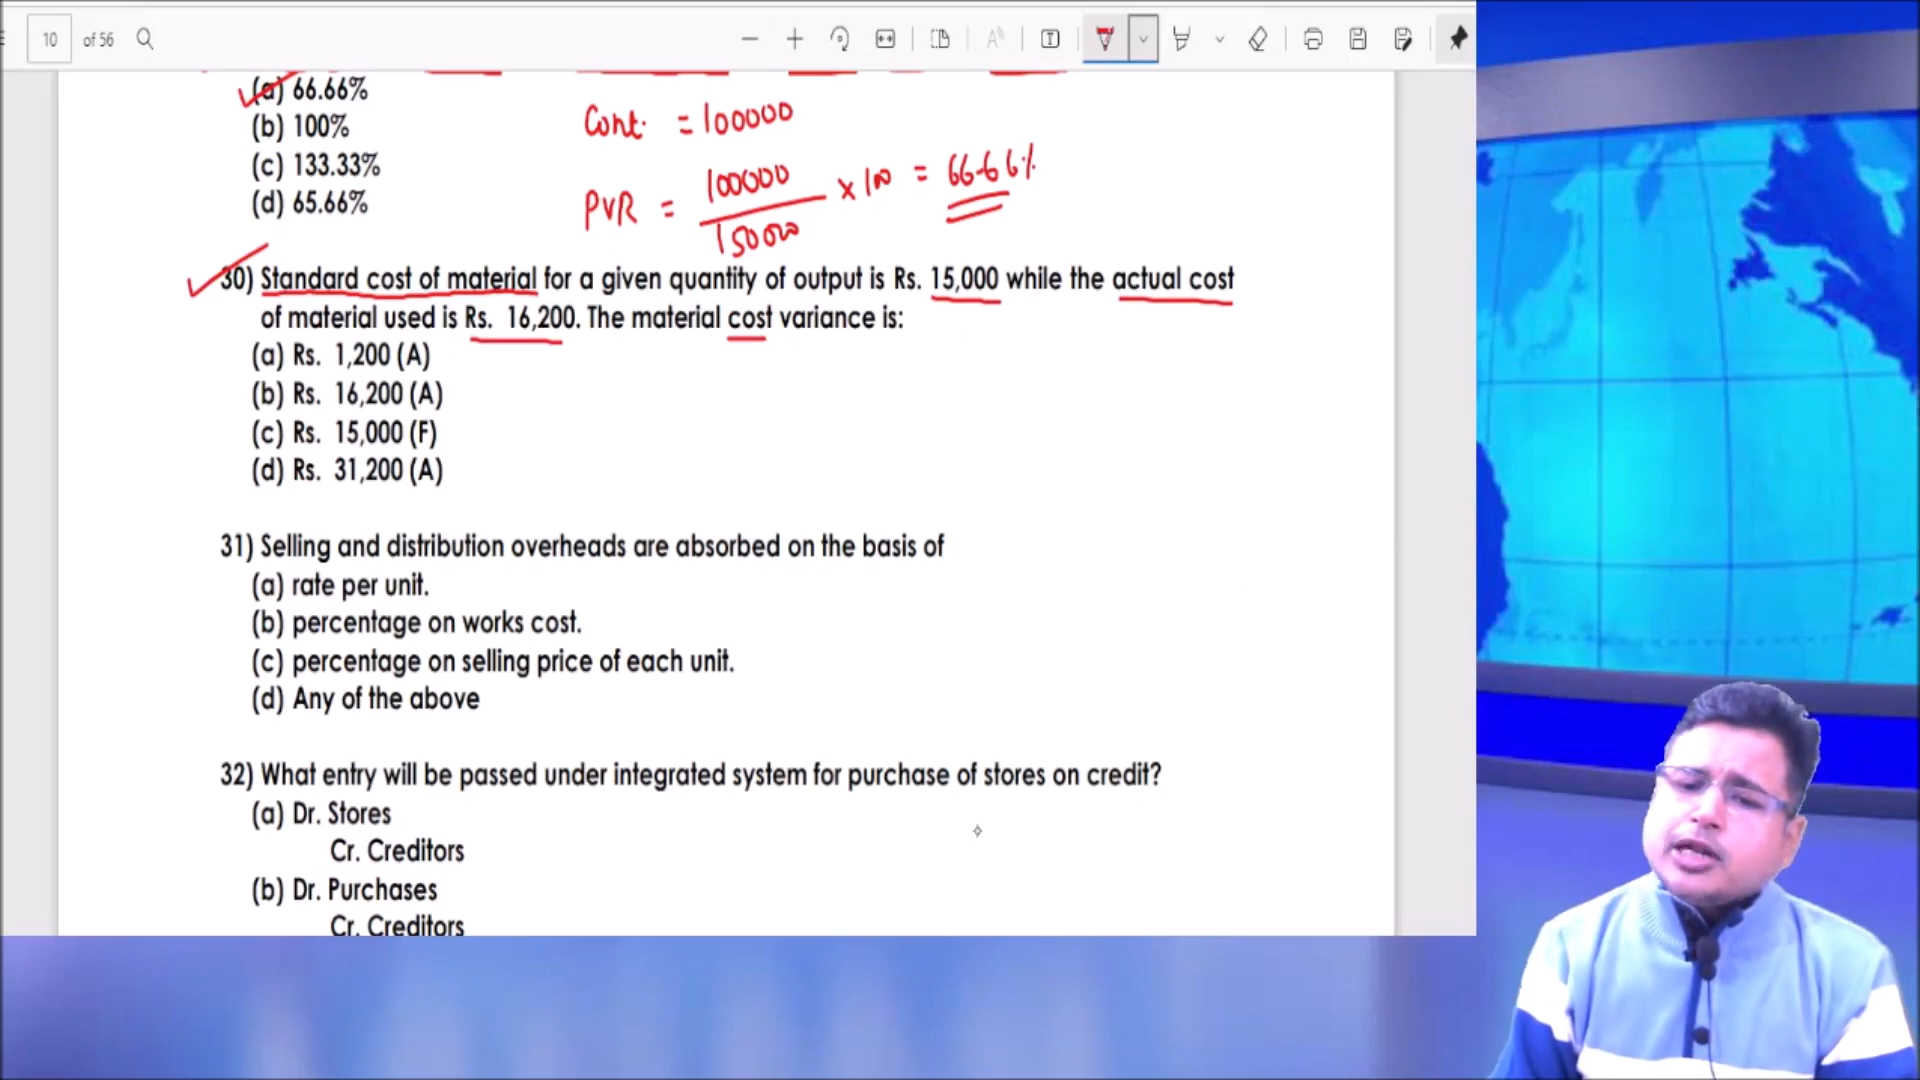 10 of 56
(a) 66.66%
(b) 100%
(c) 133.33%
(d) 65.66%
Cont. = 100000
PVR = 100000 / 150000 × 100 = 66.66%
30) Standard cost of material for a given quantity of output is Rs. 15,000 while the actual cost
of material used is Rs. 16,200. The material cost variance is:
(a) Rs. 1,200 (A)
(b) Rs. 16,200 (A)
(c) Rs. 15,000 (F)
(d) Rs. 31,200 (A)
31) Selling and distribution overheads are absorbed on the basis of
(a) rate per unit.
(b) percentage on works cost.
(c) percentage on selling price of each unit.
(d) Any of the above
32) What entry will be passed under integrated system for purchase of stores on credit?
(a) Dr. Stores
Cr. Creditors
(b) Dr. Purchases
Cr. Creditors